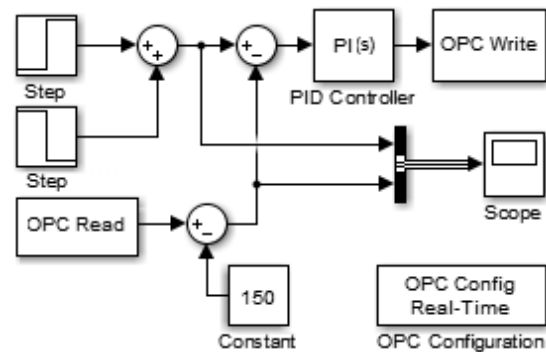 PI(s)
OPC Write
Step
PID Controller
Step
OPC Read
Scope
150
OPC Config
Real-Time
Constant
OPC Configuration